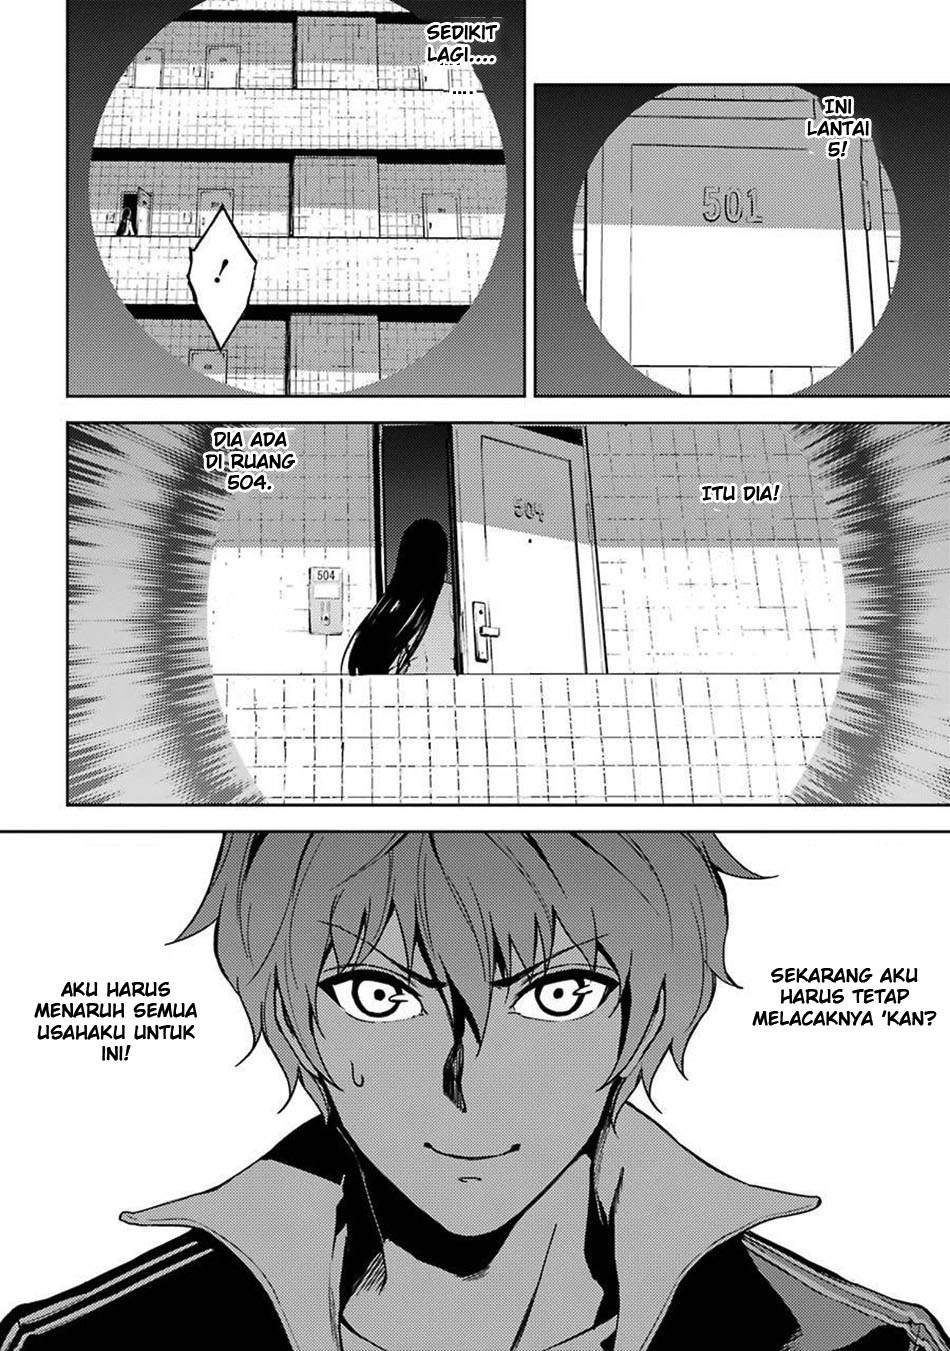 INI
LANTAI
5!
501
SEDIKIT
LAGI....
....
!
ITU DIA!
504
DIA ADA
DI RUANG
504.
504
SEKARANG AKU
HARUS TETAP
MELACAKNYA 'KAN?
AKU HARUS
MENARUH SEMUA
USAHAKU UNTUK
INI!